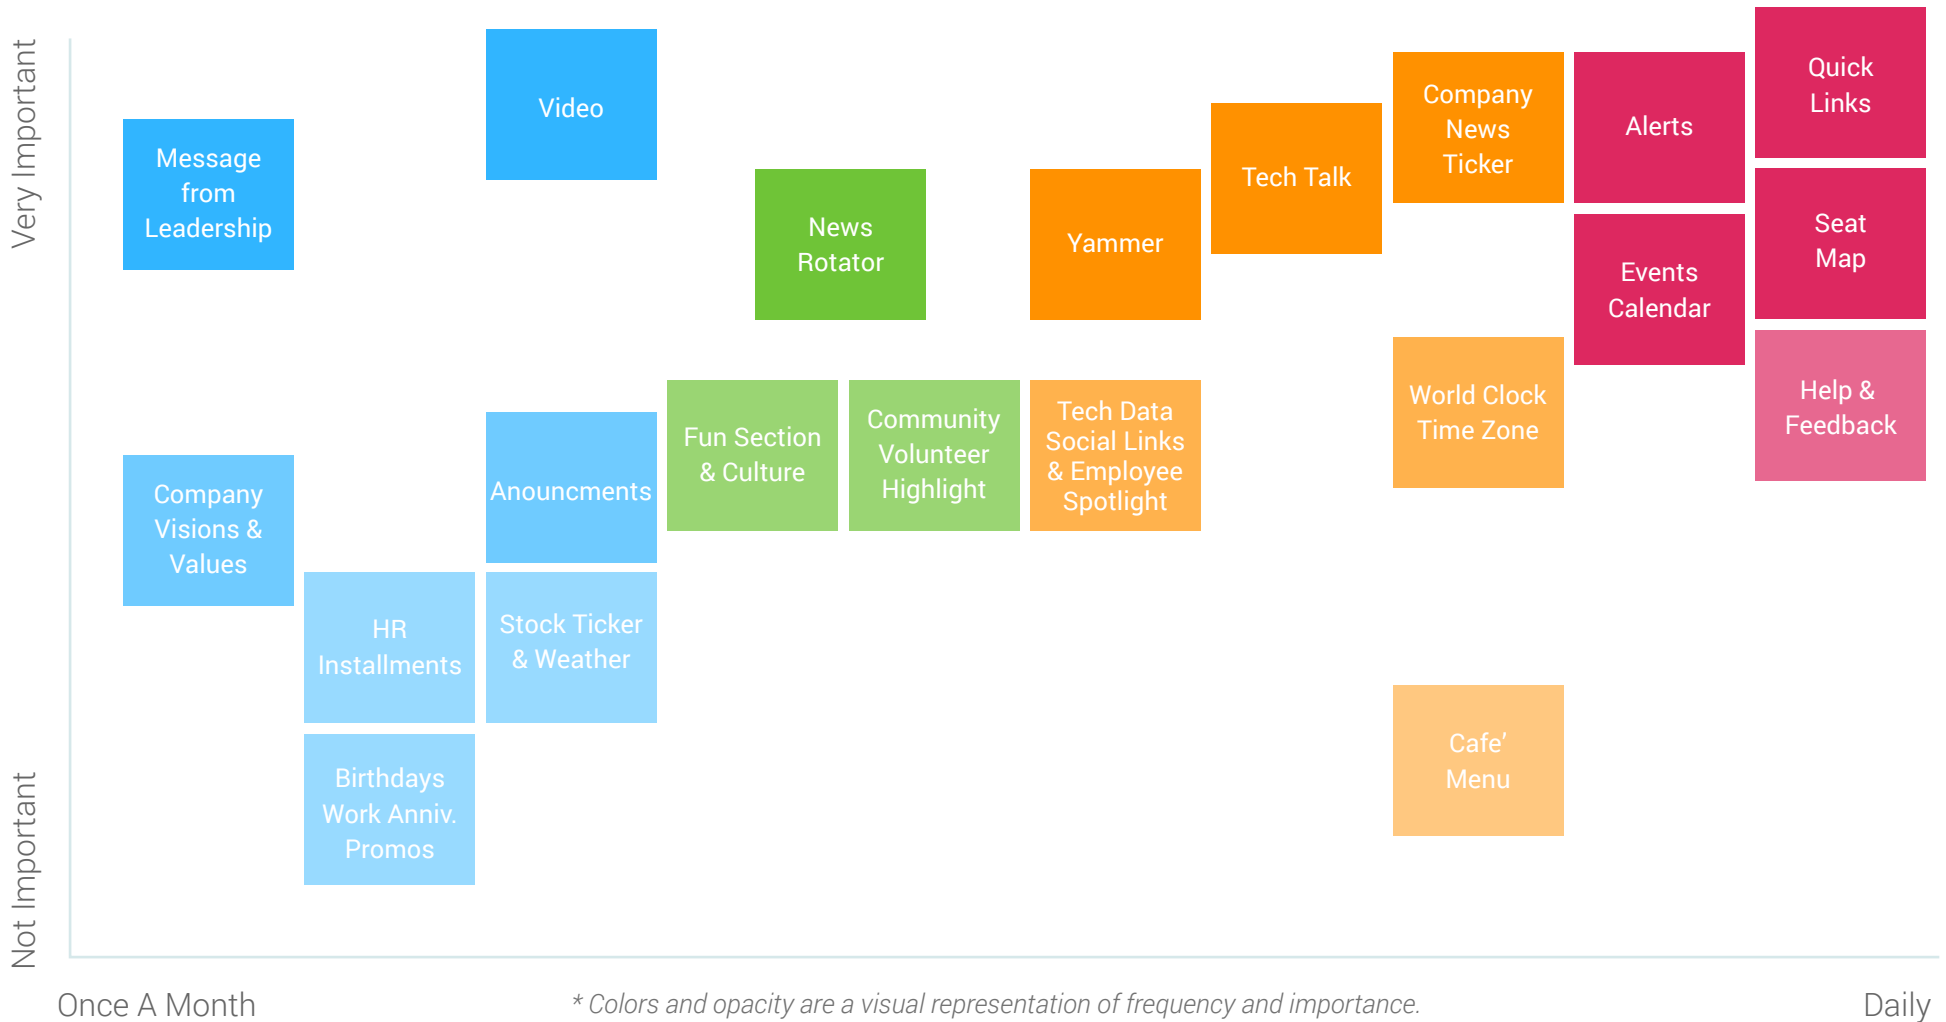 Very Important
Not Important
Message
from
Leadership
Video
News
Rotator
Yammer
Tech Talk
Company
News
Ticker
Alerts
Quick
Links
Seat
Map
Events
Calendar
Help &
Feedback
World Clock
Time Zone
Tech Data
Social Links
& Employee
Spotlight
Community
Volunteer
Highlight
Fun Section
& Culture
Anouncments
Company
Visions &
Values
HR
Installments
Stock Ticker
& Weather
Birthdays
Work Anniv.
Promos
Cafe’
Menu
Once A Month
* Colors and opacity are a visual representation of frequency and importance.
Daily